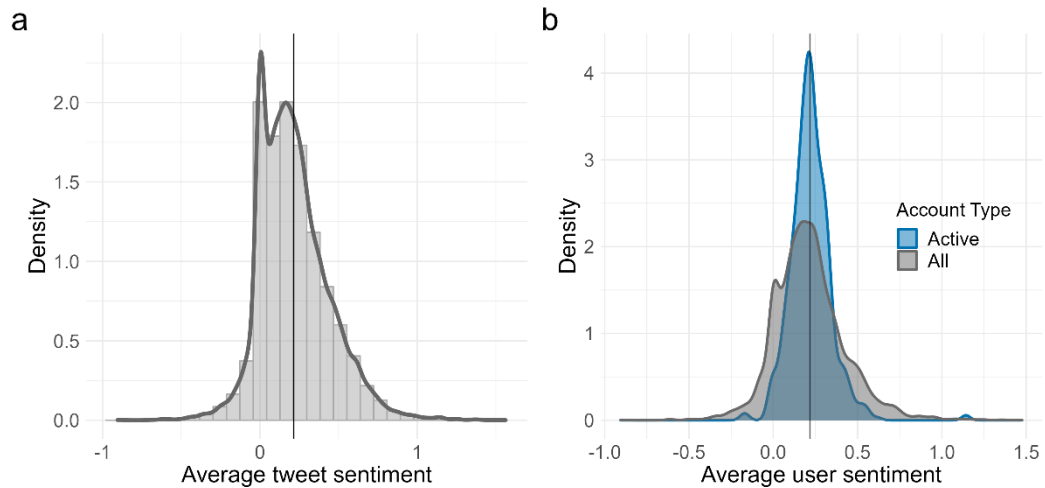 a
2.0
1.5
1.0
0.5
0.0
Density
-1
0
1
Average tweet sentiment
b
4
3
2
1
0
Density
Account Type
Active
All
-1.0
-0.5
0.0
0.5
1.0
1.5
Average user sentiment